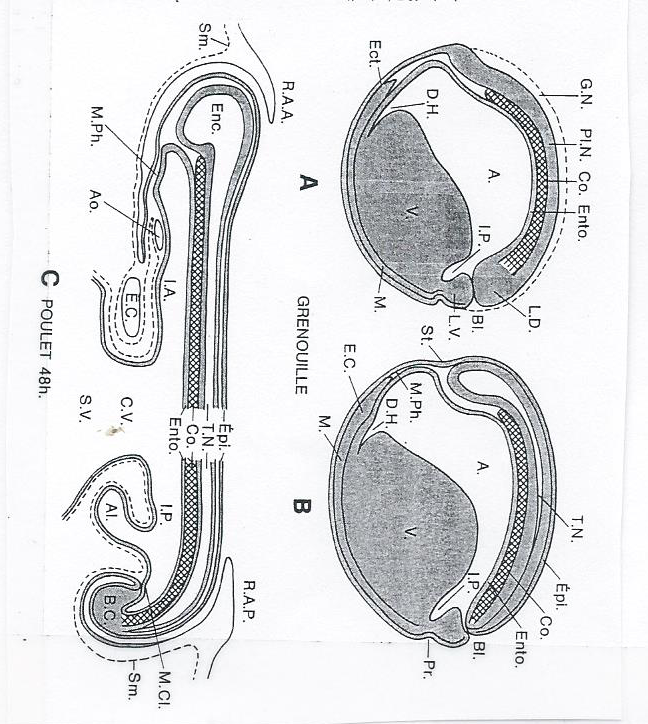 G.N.
Pl.N.
Co.
Ento.
Ect.
D.H.
A.
V.
I.P.
M.
L.V.
Bl.
L.D.
A
GRENOUILLE
St.
E.C.
M.
M.Ph.
D.H.
A.
V.
I.P.
T.N.
Épi.
Co.
Ento.
Bl.
Pr.
B
Sm.
R.A.A.
Enc.
M.Ph.
Ao.
I.A.
E.C.
Épi.
T.N.
Co.
Ento.
C.V.
S.V.
I.P.
Al.
B.C.
R.A.P.
M.Cl.
Sm.
C POULET 48h.